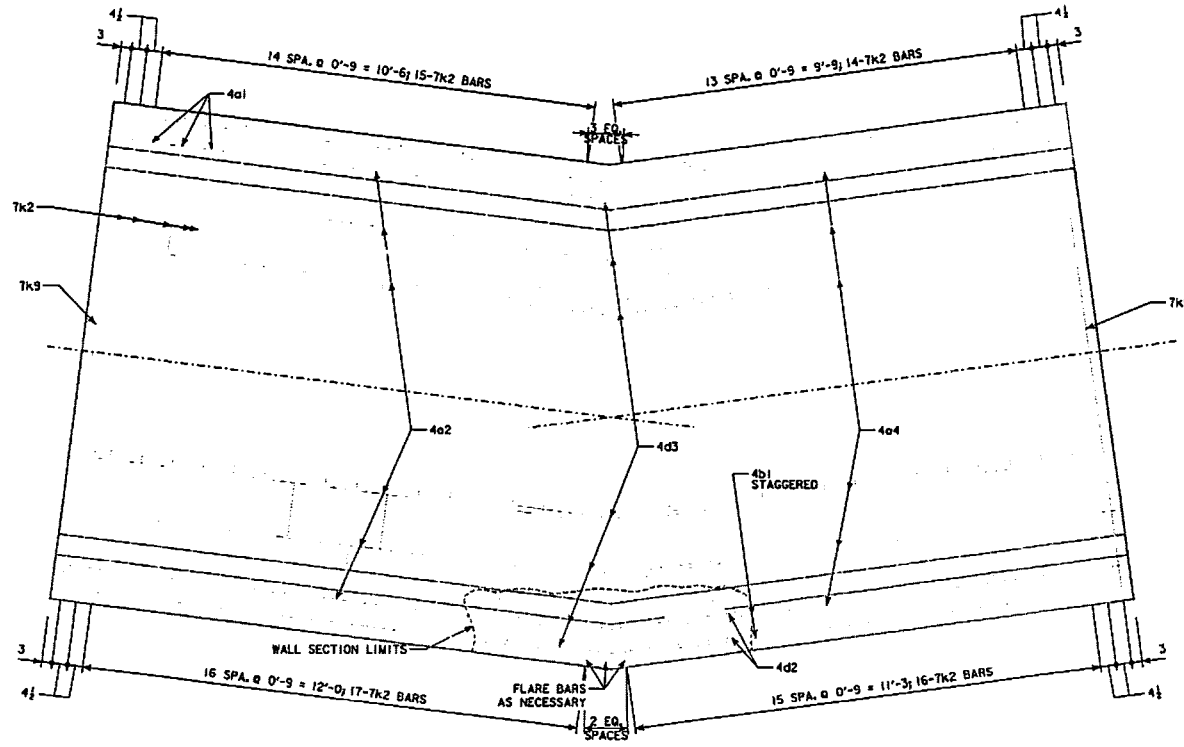 4½
4½
3
3
14 SPA. @ 0'-9 = 10'-6; 15-7k2 BARS
13 SPA. @ 0'-9 = 9'-9; 14-7k2 BARS
4a1
3 EQ.
SPACES
7k2
7k9
7k
4a2
4d3
4a4
4b1
STAGGERED
WALL SECTION LIMITS
4d2
3
3
4½
4½
16 SPA. @ 0'-9 = 12'-0; 17-7k2 BARS
FLARE BARS
AS NECESSARY
2 EQ.
SPACES
15 SPA. @ 0'-9 = 11'-3; 16-7k2 BARS